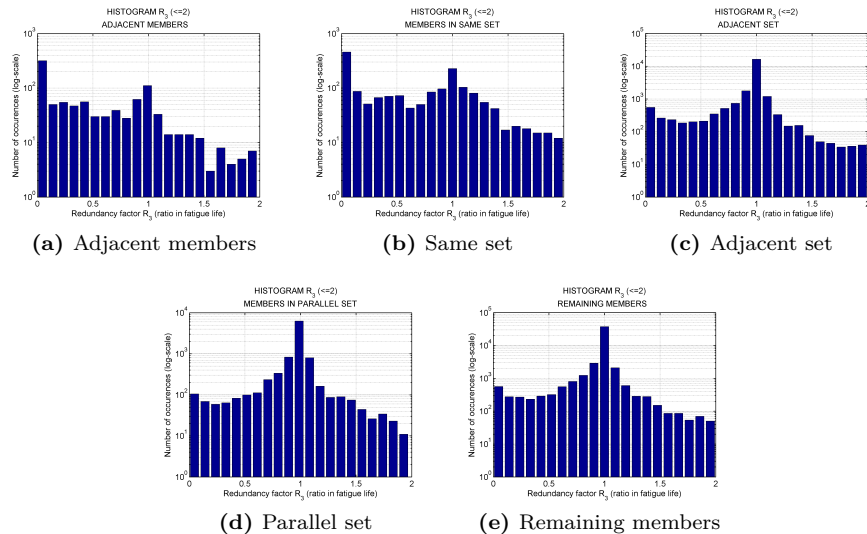 HISTOGRAM R3 (<=2)
ADJACENT MEMBERS
Number of occurences (log-scale)
10^3
10^2
10^1
10^0
0 0.5 1 1.5 2
Redundancy factor R3 (ratio in fatigue life)
(a) Adjacent members
HISTOGRAM R3 (<=2)
MEMBERS IN SAME SET
Number of occurences (log-scale)
10^3
10^2
10^1
10^0
0 0.5 1 1.5 2
Redundancy factor R3 (ratio in fatigue life)
(b) Same set
HISTOGRAM R3 (<=2)
ADJACENT SET
Number of occurences (log-scale)
10^5
10^4
10^3
10^2
10^1
10^0
0 0.5 1 1.5 2
Redundancy factor R3 (ratio in fatigue life)
(c) Adjacent set
HISTOGRAM R3 (<=2)
MEMBERS IN PARALLEL SET
Number of occurences (log-scale)
10^4
10^3
10^2
10^1
10^0
0 0.5 1 1.5 2
Redundancy factor R3 (ratio in fatigue life)
(d) Parallel set
HISTOGRAM R3 (<=2)
REMAINING MEMBERS
Number of occurences (log-scale)
10^5
10^4
10^3
10^2
10^1
10^0
0 0.5 1 1.5 2
Redundancy factor R3 (ratio in fatigue life)
(e) Remaining members